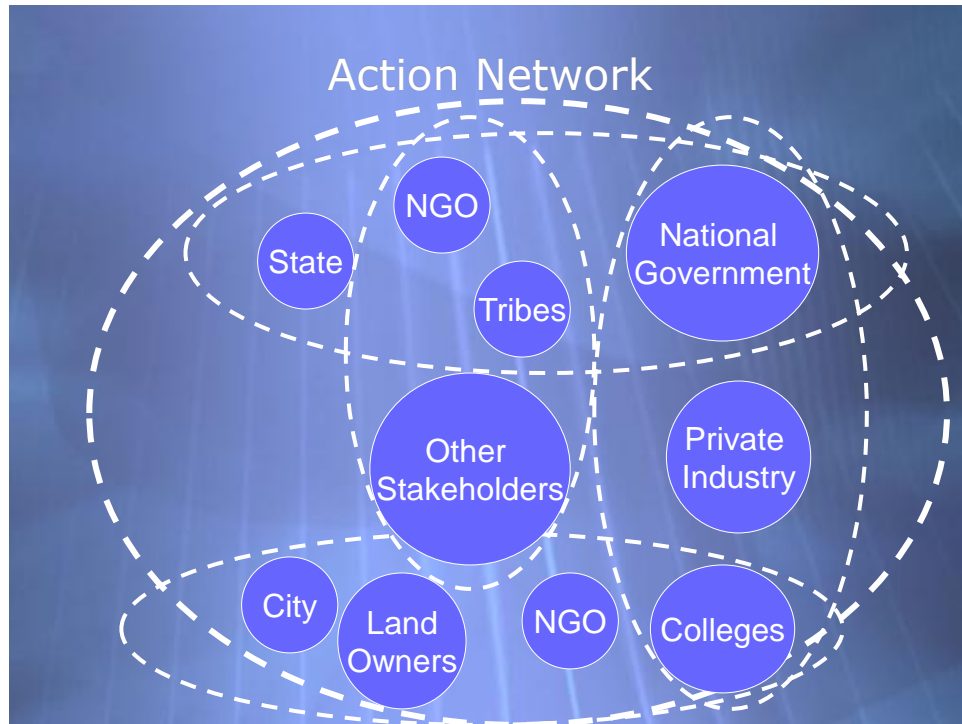 Action Network
NGO
State
National
Government
Tribes
Other
Stakeholders
Private
Industry
City
Land
Owners
NGO
Colleges